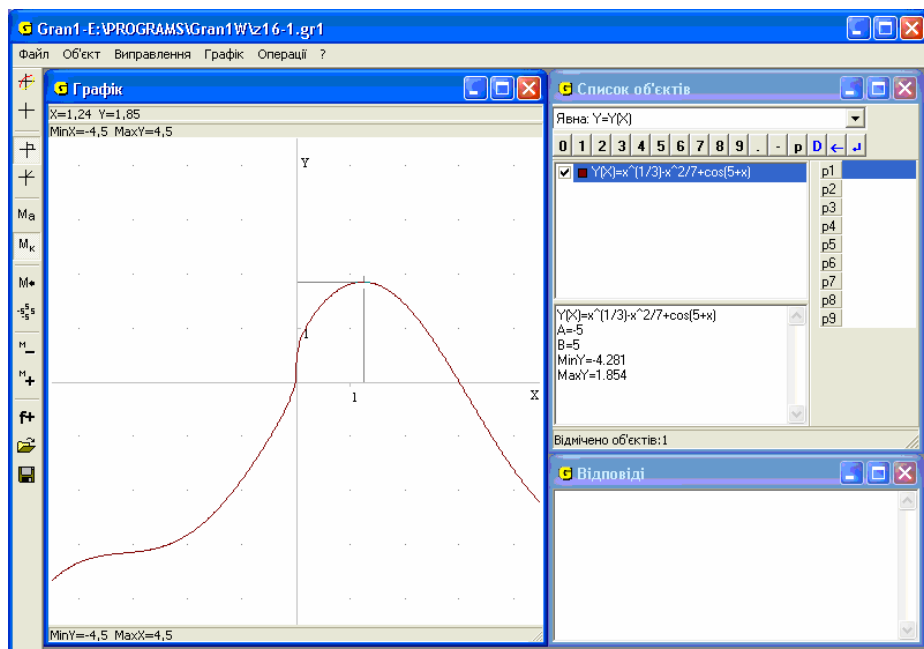 Gran1-E:\PROGRAMS\Gran1W\z16-1.gr1
Файл Об'єкт Виправлення Графік Операції ?
Графік
X=1,24 Y=1,85
MinX=-4,5 MaxY=4,5
Y
1
1
X
MinY=-4,5 MaxX=4,5
Ma
Мк
M*
-5555
M
—
M
+
f+
Список об'єктів
Явна: Y=Y(X)
0 1 2 3 4 5 6 7 8 9 . - p D ← ↲
Y(X)=x^(1/3)-x^2/7+cos(5+x)
p1
p2
p3
p4
p5
p6
p7
p8
p9
Y(X)=x^(1/3)-x^2/7+cos(5+x)
A=-5
B=5
MinY=-4.281
MaxY=1.854
Відмічено об'єктів:1
Відповіді